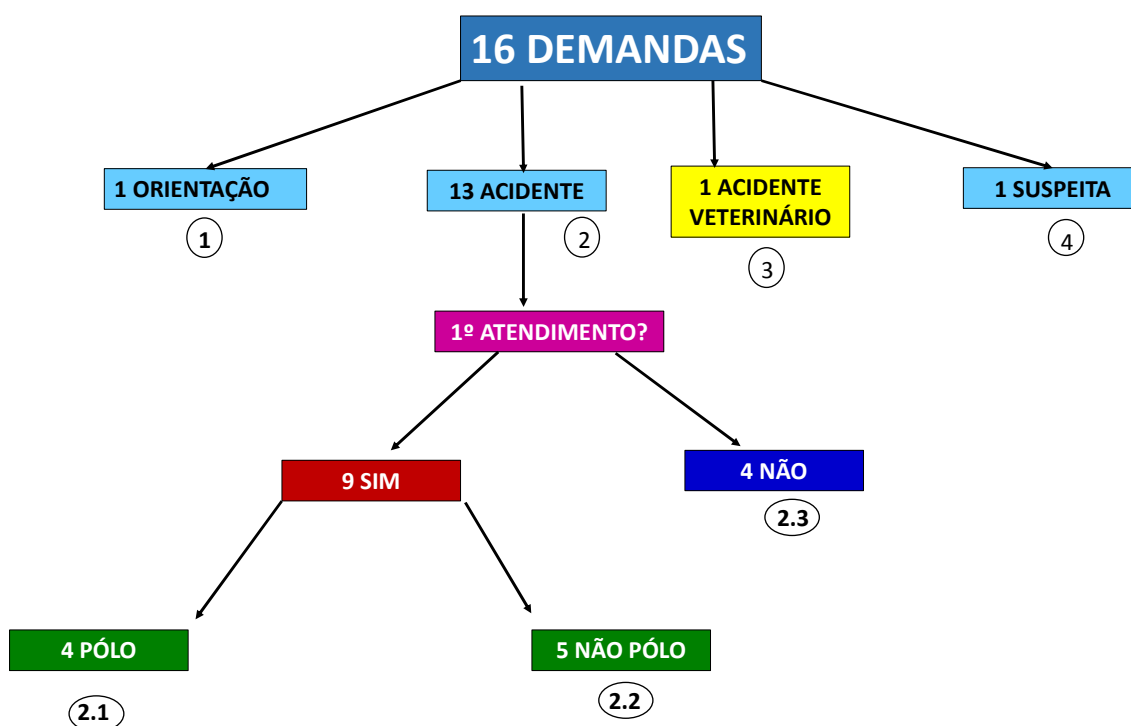 16 DEMANDAS
1 ORIENTAÇÃO
13 ACIDENTE
1 ACIDENTE
VETERINÁRIO
1 SUSPEITA
1
2
3
4
1º ATENDIMENTO?
9 SIM
4 NÃO
2.3
4 PÓLO
5 NÃO PÓLO
2.1
2.2